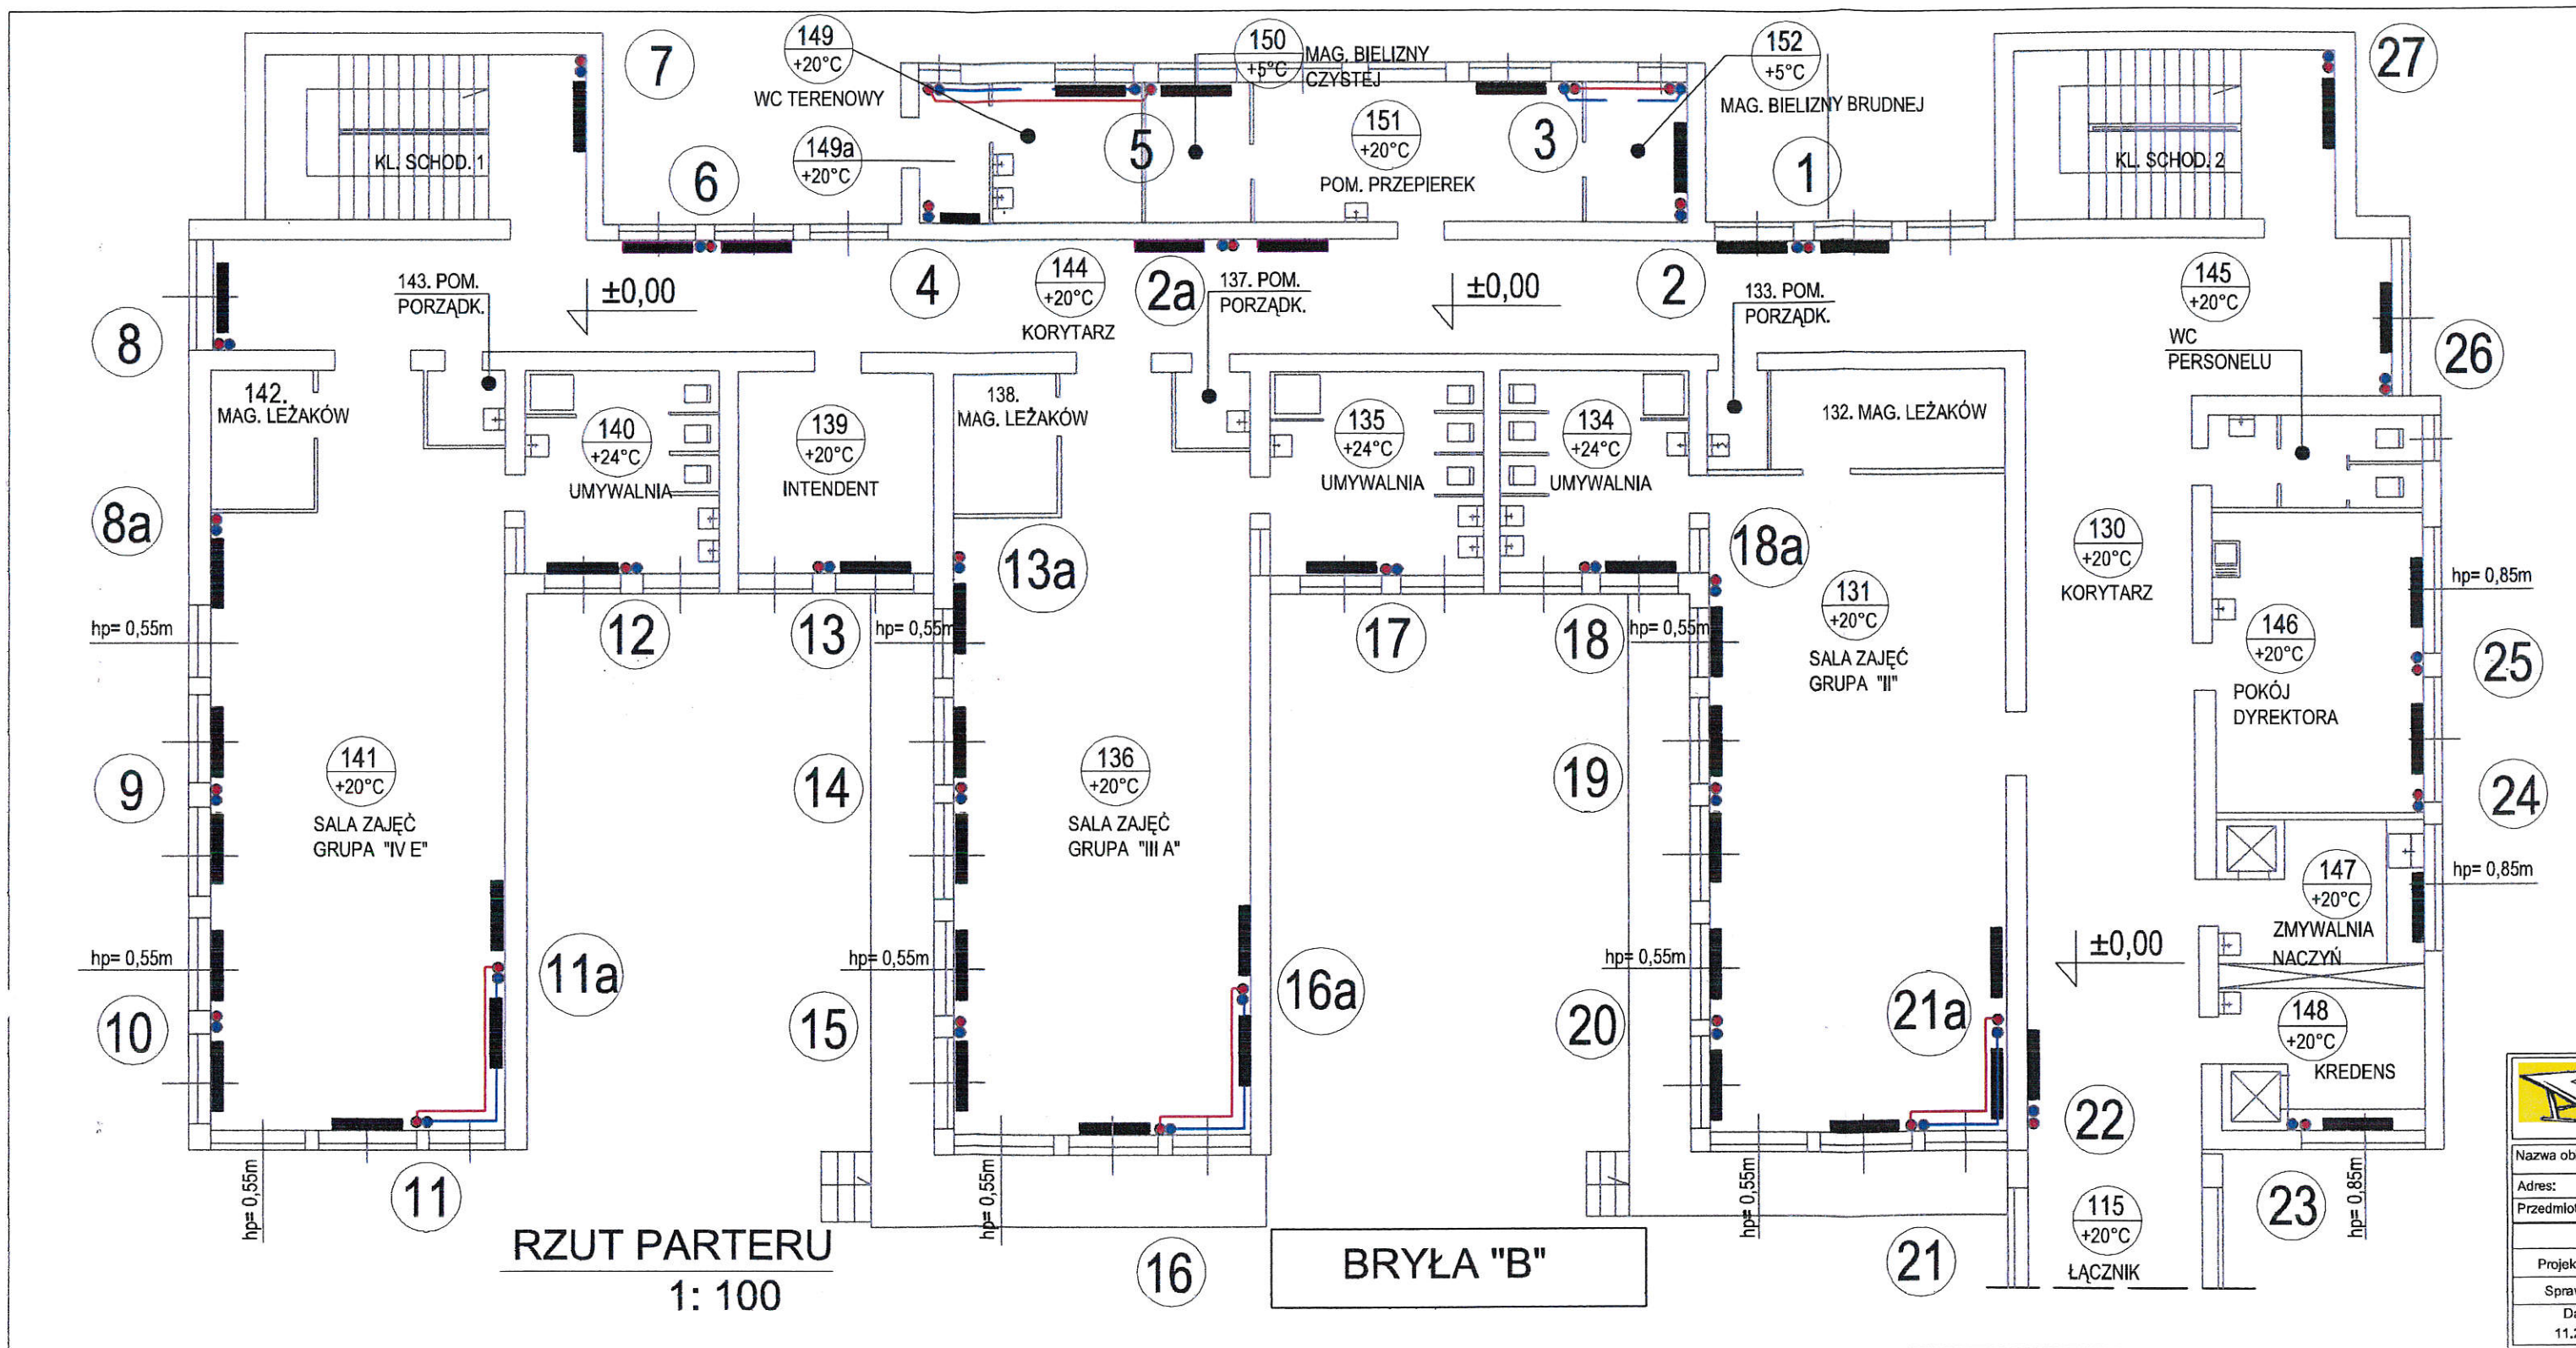 7
149
+20°C
WC TERENOWY
150
+5°C
MAG. BIELIZNY
CZYSTEJ
152
+5°C
MAG. BIELIZNY BRUDNEJ
27
KL. SCHOD. 1
6
149a
+20°C
5
151
+20°C
POM. PRZEPIEREK
3
1
KL. SCHOD. 2
8
143. POM.
PORZĄDK.
±0,00
4
144
+20°C
KORYTARZ
2a
137. POM.
PORZĄDK.
±0,00
2
133. POM.
PORZĄDK.
145
+20°C
WC
PERSONELU
26
142.
MAG. LEŻAKÓW
140
+24°C
UMYWALNIA
139
+20°C
INTENDENT
138.
MAG. LEŻAKÓW
135
+24°C
UMYWALNIA
134
+24°C
UMYWALNIA
132. MAG. LEŻAKÓW
8a
13a
18a
130
+20°C
KORYTARZ
hp= 0,85m
hp= 0,55m
12
13
hp= 0,55m
17
18
hp= 0,55m
131
+20°C
SALA ZAJĘĆ
GRUPA "II"
146
+20°C
POKÓJ
DYREKTORA
25
9
141
+20°C
SALA ZAJĘĆ
GRUPA "IV E"
14
136
+20°C
SALA ZAJĘĆ
GRUPA "III A"
19
24
147
+20°C
ZMYWALNIA
NACZYŃ
hp= 0,85m
hp= 0,55m
10
11a
hp= 0,55m
15
16a
hp= 0,55m
20
21a
±0,00
148
+20°C
KREDENS
22
hp= 0,55m
11
hp= 0,55m
16
hp= 0,55m
21
115
+20°C
ŁĄCZNIK
23
hp= 0,85m
RZUT PARTERU
1: 100
BRYŁA "B"
Nazwa ob
Adres:
Przedmiot
Projek
Spraw
Da
11.2